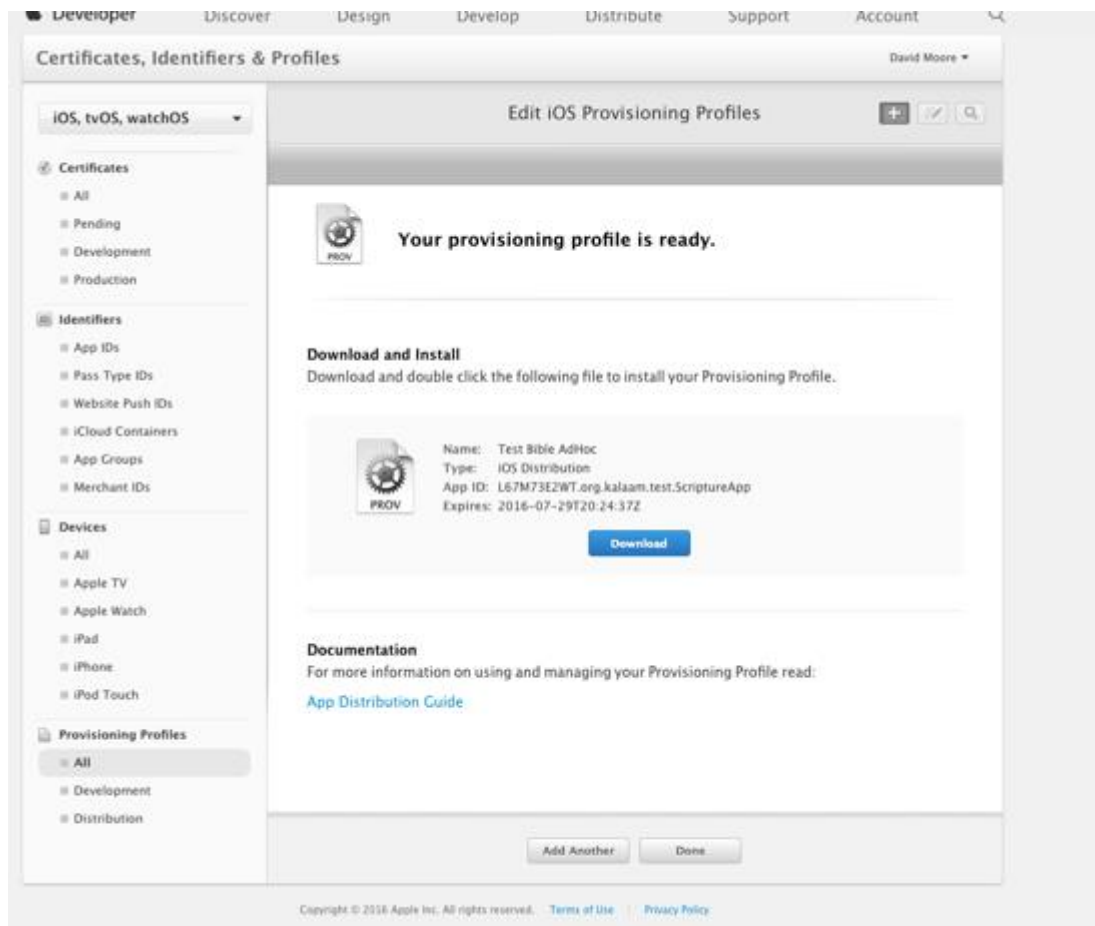 Developer Discover Design Develop Distribute Support Account
Certificates, Identifiers & Profiles
David Moore
iOS, tvOS, watchOS
Edit iOS Provisioning Profiles
Certificates
All
Pending
Development
Production
Identifiers
App IDs
Pass Type IDs
Website Push IDs
iCloud Containers
App Groups
Merchant IDs
Devices
All
Apple TV
Apple Watch
iPad
iPhone
iPod Touch
Provisioning Profiles
All
Development
Distribution
PROV
Your provisioning profile is ready.
Download and Install
Download and double click the following file to install your Provisioning Profile.
PROV
Name: Test Bible AdHoc
Type: iOS Distribution
App ID: L67M73E2WT.org.kalaam.test.ScriptureApp
Expires: 2016-07-29T20:24:37Z
Download
Documentation
For more information on using and managing your Provisioning Profile read:
App Distribution Guide
Add Another Done
Copyright © 2016 Apple Inc. All rights reserved. Terms of Use Privacy Policy